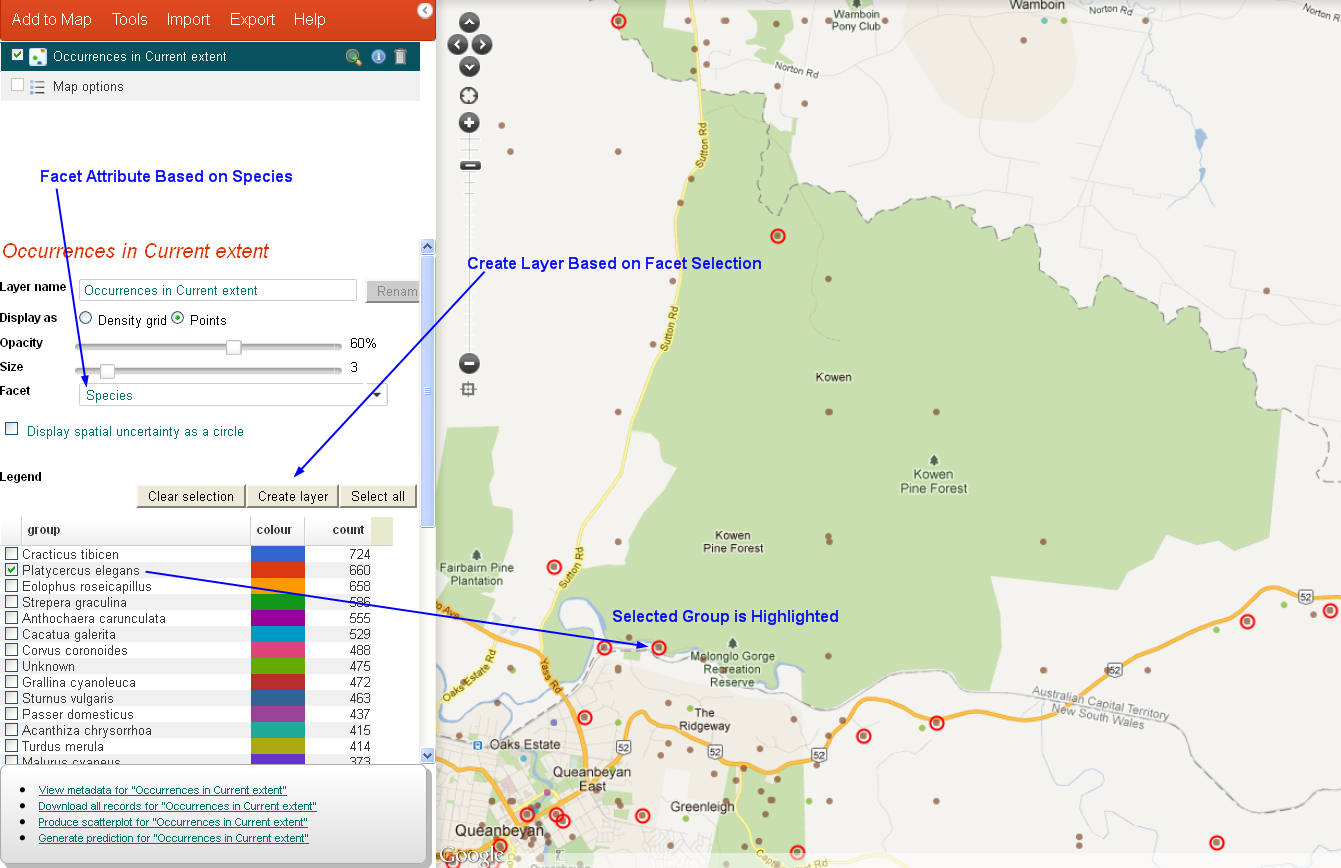 Add to Map Tools Import Export Help
Occurrences in Current extent
Map options
Facet Attribute Based on Species
Occurrences in Current extent
Layer name Occurrences in Current extent Renam
Display as Density grid Points
Opacity 60%
Size 3
Facet Species
Display spatial uncertainty as a circle
Legend
Clear selection Create layer Select all
group colour count
Cracticus tibicen 724
Platycercus elegans 660
Eolophus roseicapillus 658
Strepera graculina 586
Anthochaera carunculata 555
Cacatua galerita 529
Corvus coronoides 488
Unknown 475
Grallina cyanoleuca 472
Sturnus vulgaris 463
Passer domesticus 437
Acanthiza chrysorrhoa 415
Turdus merula 414
Malurus cyaneus 373
View metadata for "Occurrences in Current extent"
Download all records for "Occurrences in Current extent"
Produce scatterplot for "Occurrences in Current extent"
Generate prediction for "Occurrences in Current extent"
Wamboin
Pony Club
Wamboin
Norton Rd
Norton Rd
Norton Rd
Sutton Rd
Create Layer Based on Facet Selection
Sutton Rd
Kowen
Kowen
Pine Forest
Kowen
Pine Forest
Fairbairn Pine
Plantation
Sutton Rd
Selected Group is Highlighted
52
Molonglo Gorge
Recreation
Reserve
Oaks Estate Rd
Yass Rd
52
Australian Capital Territory
New South Wales
The
Ridgeway
Oaks Estate
52
52
52
Queanbeyan
East
Greenleigh
Queanbeyan
Google